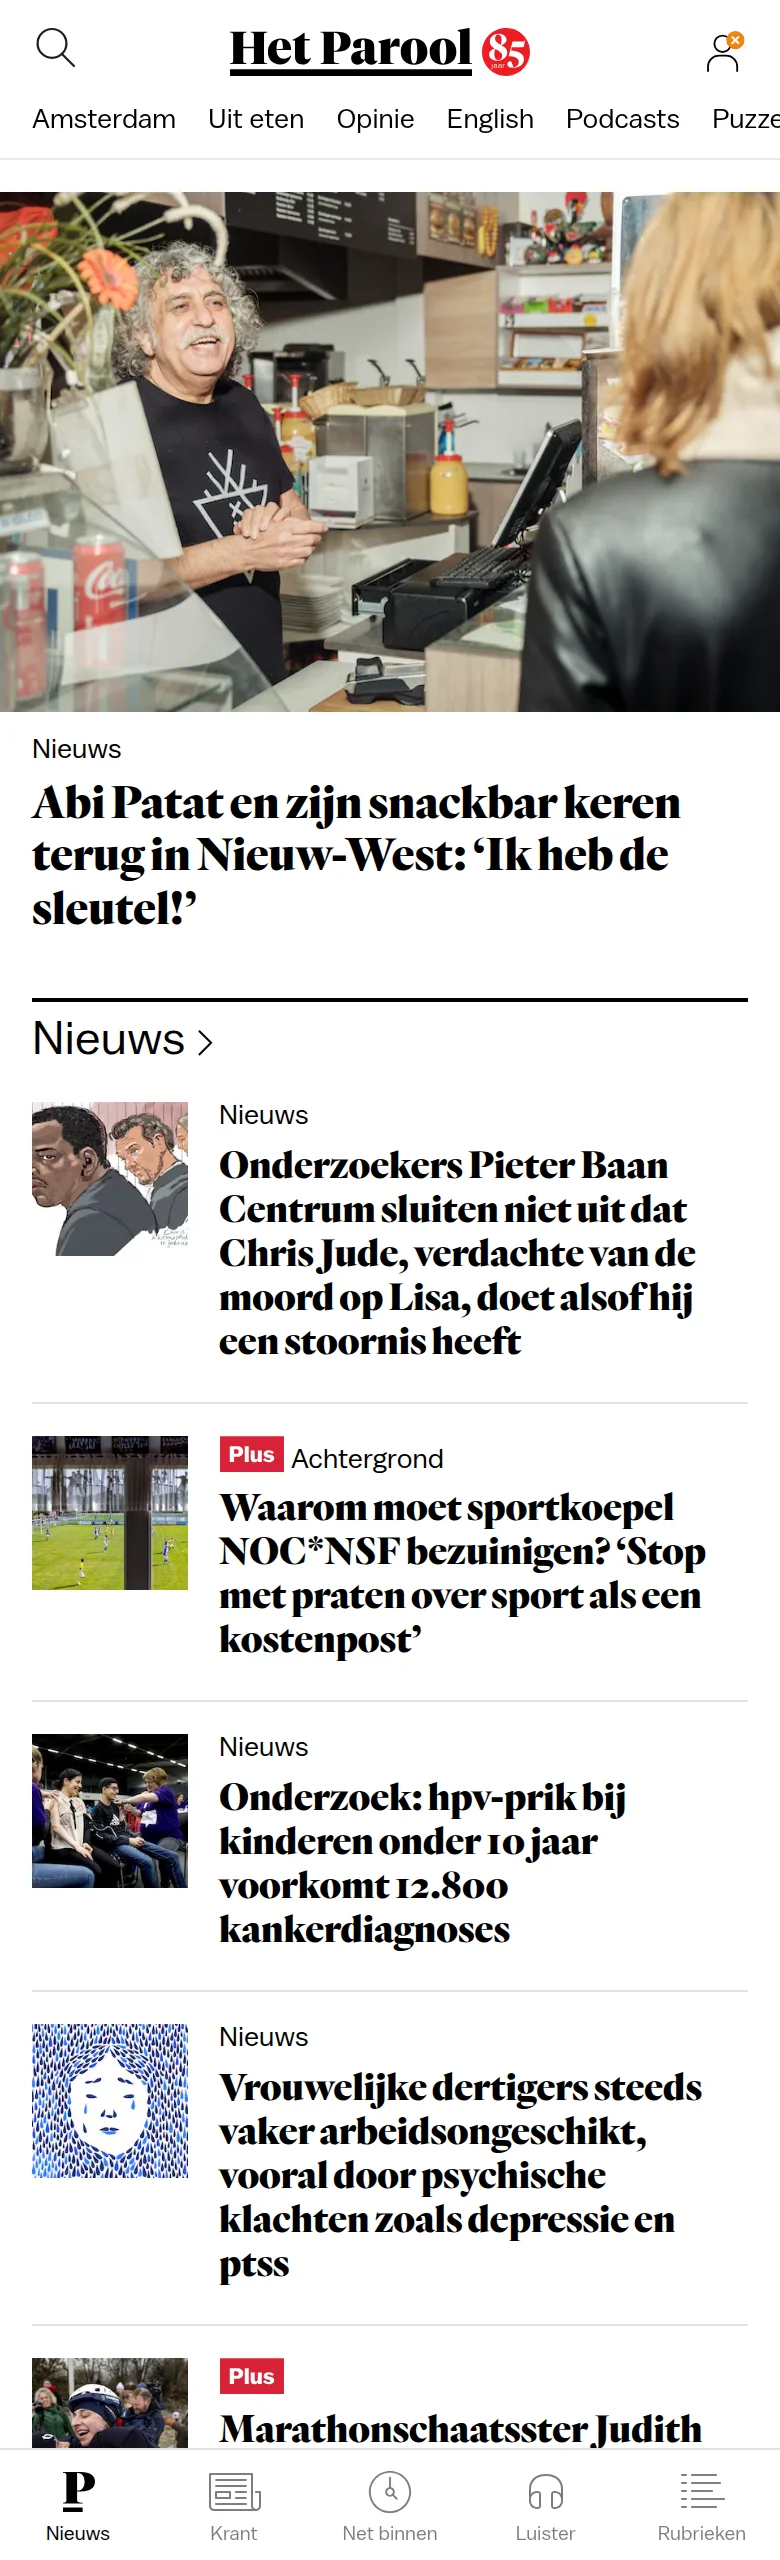 Het Parool 85 jaar
Amsterdam Uit eten Opinie English Podcasts Puzze
Nieuws
Abi Patat en zijn snackbar keren
terug in Nieuw-West: ‘Ik heb de
sleutel!’
Nieuws
Nieuws
Onderzoekers Pieter Baan
Centrum sluiten niet uit dat
Chris Jude, verdachte van de
moord op Lisa, doet alsof hij
een stoornis heeft
Plus Achtergrond
Waarom moet sportkoepel
NOC*NSF bezuinigen? ‘Stop
met praten over sport als een
kostenpost’
Nieuws
Onderzoek: hpv-prik bij
kinderen onder 10 jaar
voorkomt 12.800
kankerdiagnoses
Nieuws
Vrouwelijke dertigers steeds
vaker arbeidsongeschikt,
vooral door psychische
klachten zoals depressie en
ptss
Plus
Marathonschaatsster Judith
Nieuws Krant Net binnen Luister Rubrieken